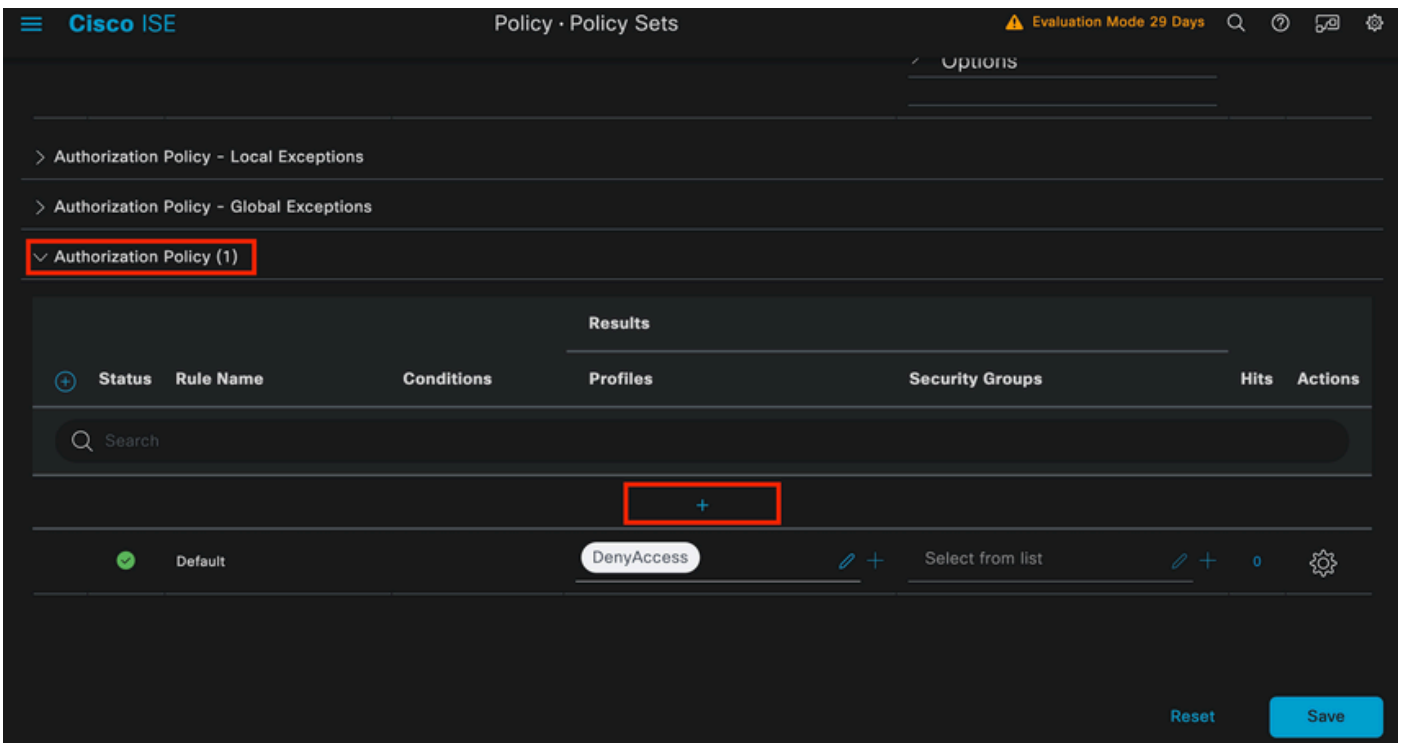 Cisco ISE Policy · Policy Sets Evaluation Mode 29 Days
Options
Authorization Policy - Local Exceptions
Authorization Policy - Global Exceptions
Authorization Policy (1)
Results
Status Rule Name Conditions Profiles Security Groups Hits Actions
Search
+
Default DenyAccess + Select from list + 0
Reset Save